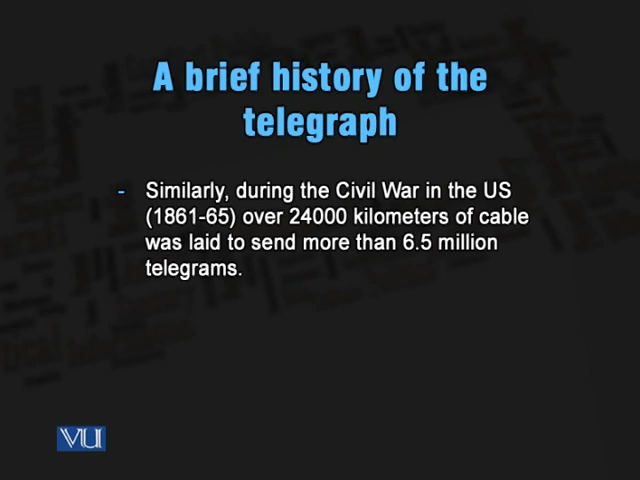 A brief history of the
telegraph
- Similarly, during the Civil War in the US
(1861-65) over 24000 kilometers of cable
was laid to send more than 6.5 million
telegrams.
VU